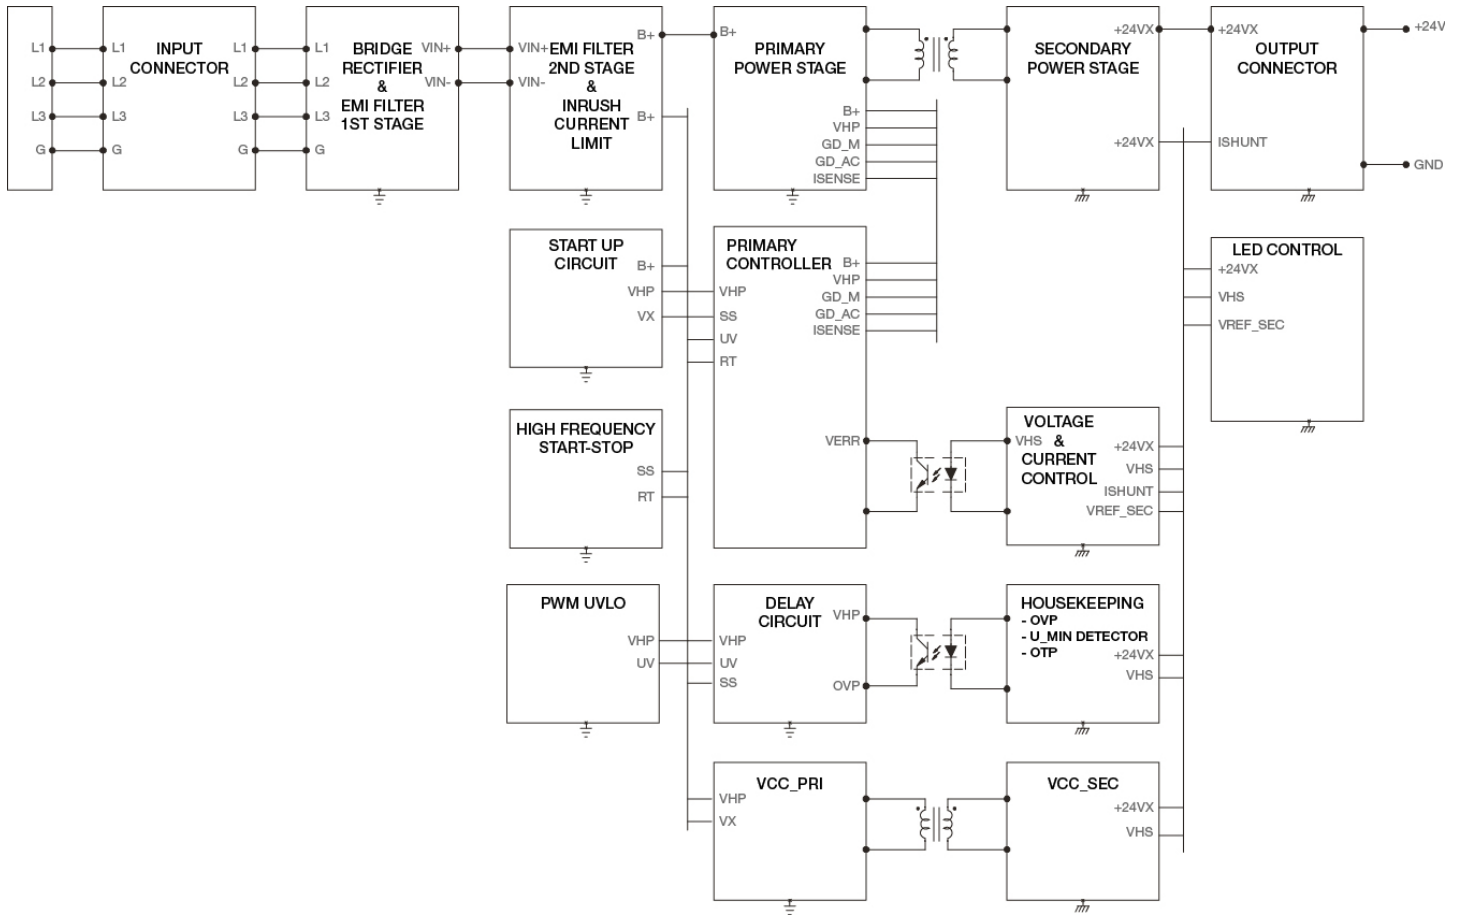 L1
L2
L3
G
INPUT
CONNECTOR
L1
L2
L3
G
L1
L2
L3
G
BRIDGE
RECTIFIER
&
EMI FILTER
1ST STAGE
L1
L2
L3
G
VIN+
VIN-
EMI FILTER
2ND STAGE
&
INRUSH
CURRENT
LIMIT
VIN+
VIN-
B+
B+
PRIMARY
POWER STAGE
B+
B+
VHP
GD_M
GD_AC
ISENSE
SECONDARY
POWER STAGE
+24VX
+24VX
OUTPUT
CONNECTOR
+24VX
ISHUNT
+24V
GND
START UP
CIRCUIT
B+
VHP
VX
PRIMARY
CONTROLLER
VHP
SS
UV
RT
B+
VHP
GD_M
GD_AC
ISENSE
VERR
LED CONTROL
+24VX
VHS
VREF_SEC
HIGH FREQUENCY
START-STOP
SS
RT
VOLTAGE
&
CURRENT
CONTROL
VHS
+24VX
VHS
ISHUNT
VREF_SEC
PWM UVLO
VHP
UV
DELAY
CIRCUIT
VHP
UV
SS
VHP
OVP
HOUSEKEEPING
- OVP
- U_MIN DETECTOR
- OTP
+24VX
VHS
VCC_PRI
VHP
VX
VCC_SEC
+24VX
VHS